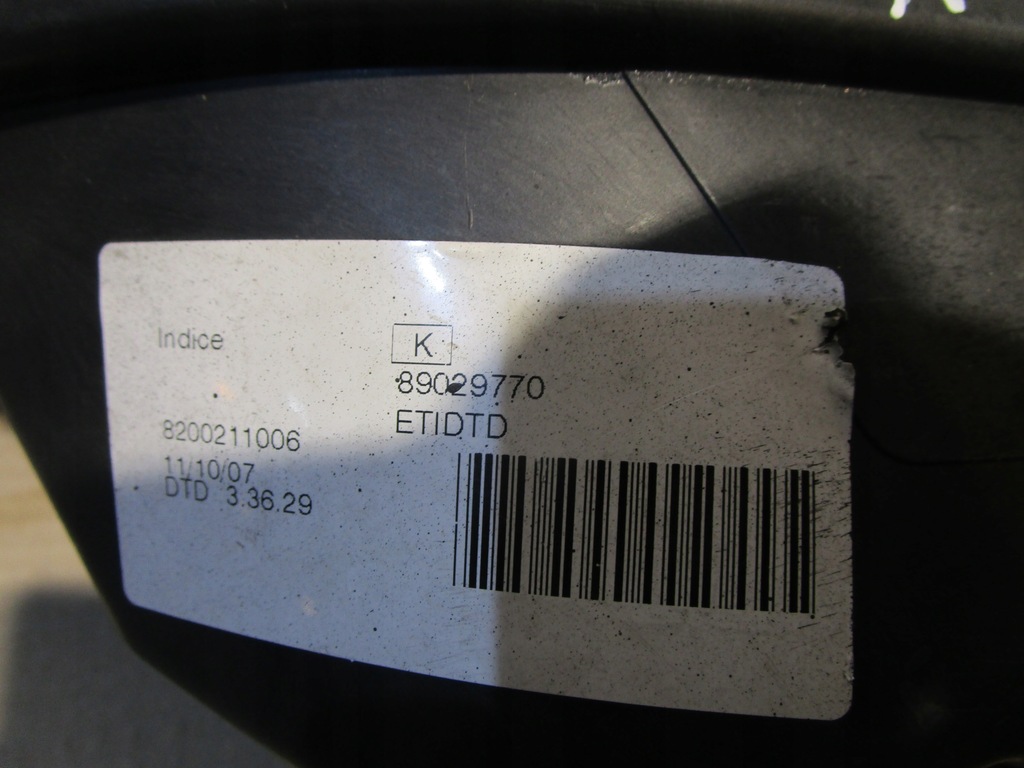 Indice
K
89029770
ETIDTD
8200211006
11/10/07
DTD 3.36.29